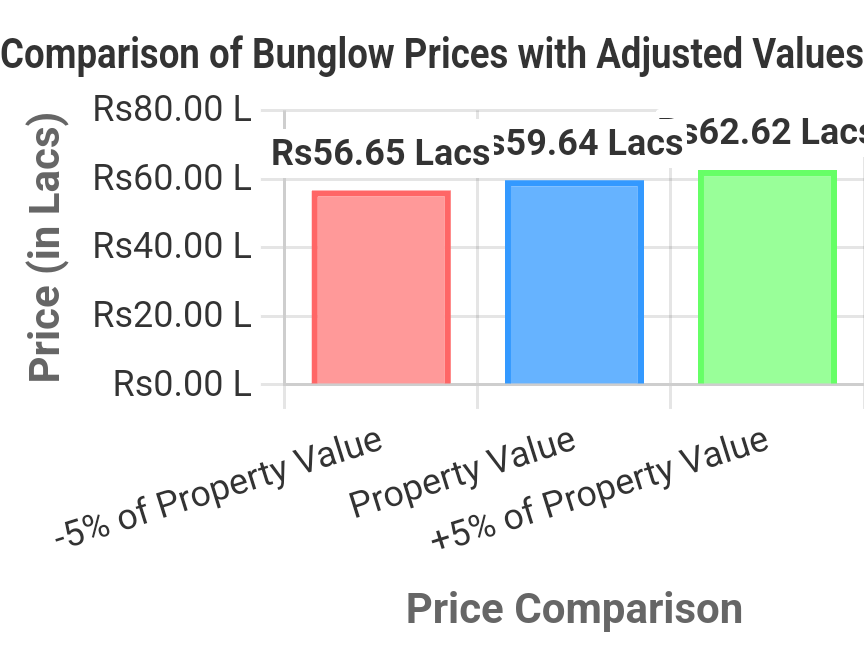 Comparison of Bunglow Prices with Adjusted Values
Price (in Lacs)
Rs80.00 L
Rs60.00 L
Rs40.00 L
Rs20.00 L
Rs0.00 L
Rs56.65 Lacs
s59.64 Lacs
s62.62 Lacs
-5% of Property Value
Property Value
+5% of Property Value
Price Comparison